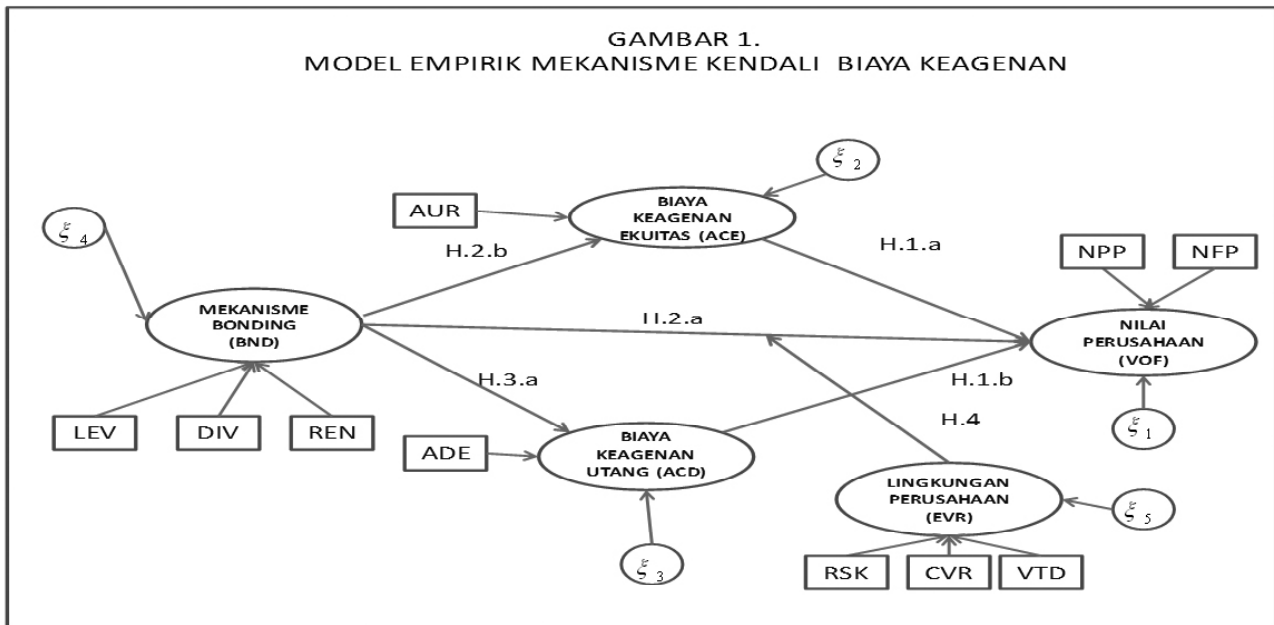 GAMBAR 1.
MODEL EMPIRIK MEKANISME KENDALI BIAYA KEAGENAN
ξ 2
AUR
BIAYA
KEAGENAN
EKUITAS (ACE)
ξ 4
H.2.b
H.1.a
NPP
NFP
MEKANISME
BONDING
(BND)
H.2.a
NILAI
PERUSAHAAN
(VOF)
H.3.a
H.1.b
LEV
DIV
REN
H.4
ξ 1
ADE
BIAYA
KEAGENAN
UTANG (ACD)
LINGKUNGAN
PERUSAHAAN
(EVR)
ξ 5
ξ 3
RSK
CVR
VTD